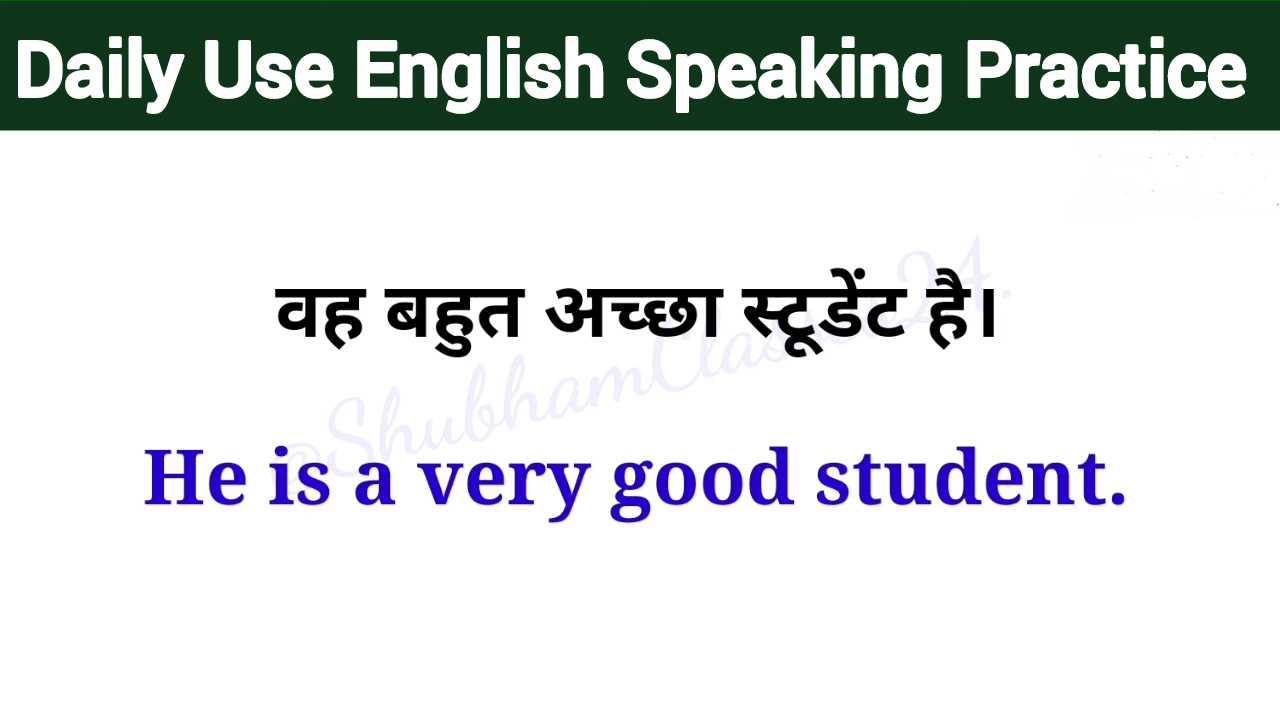 Daily Use English Speaking Practice
वह बहुत अच्छा स्टूडेंट है।
He is a very good student.